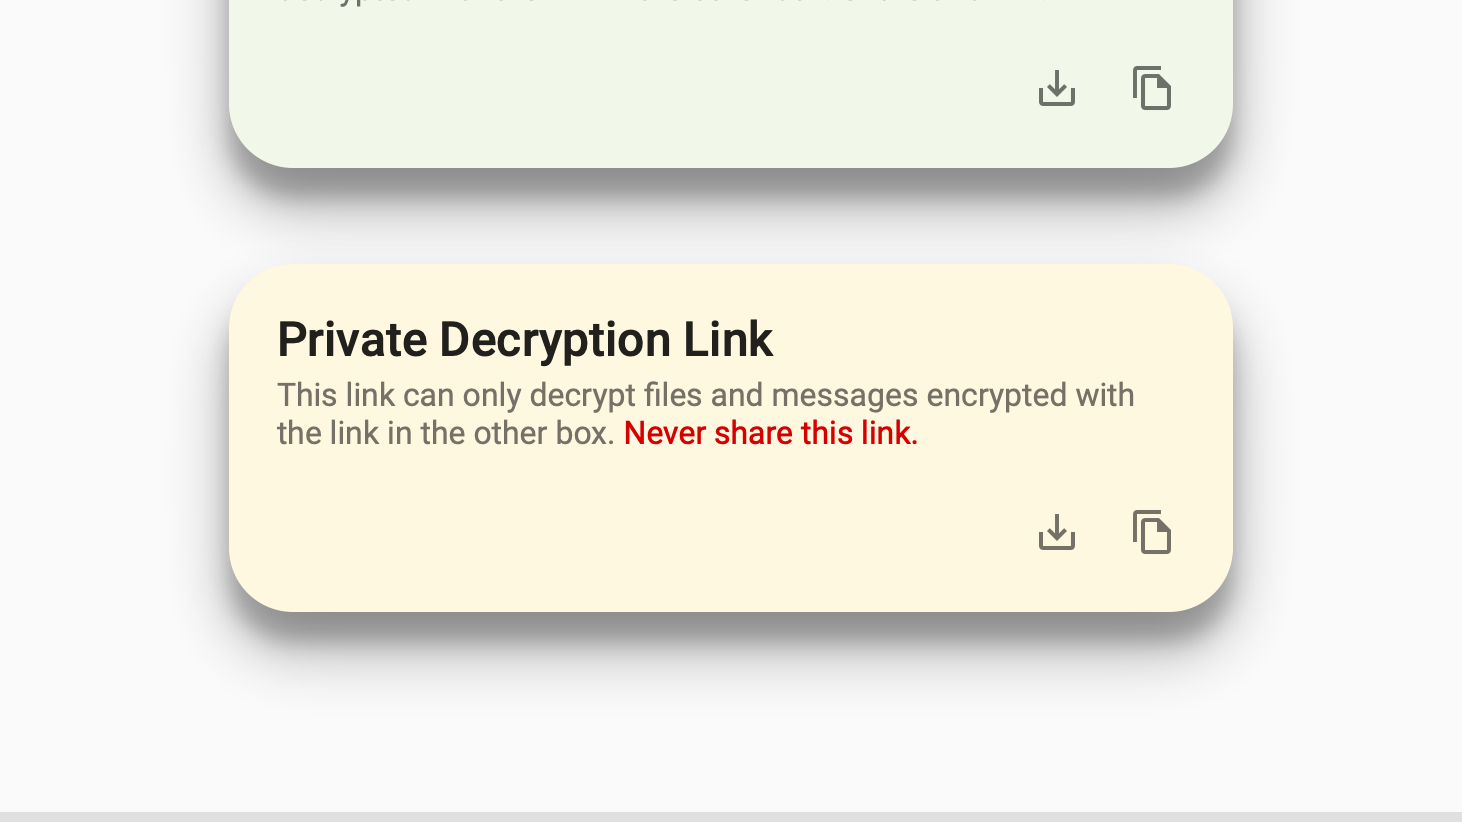 Private Decryption Link
This link can only decrypt files and messages encrypted with
the link in the other box. Never share this link.